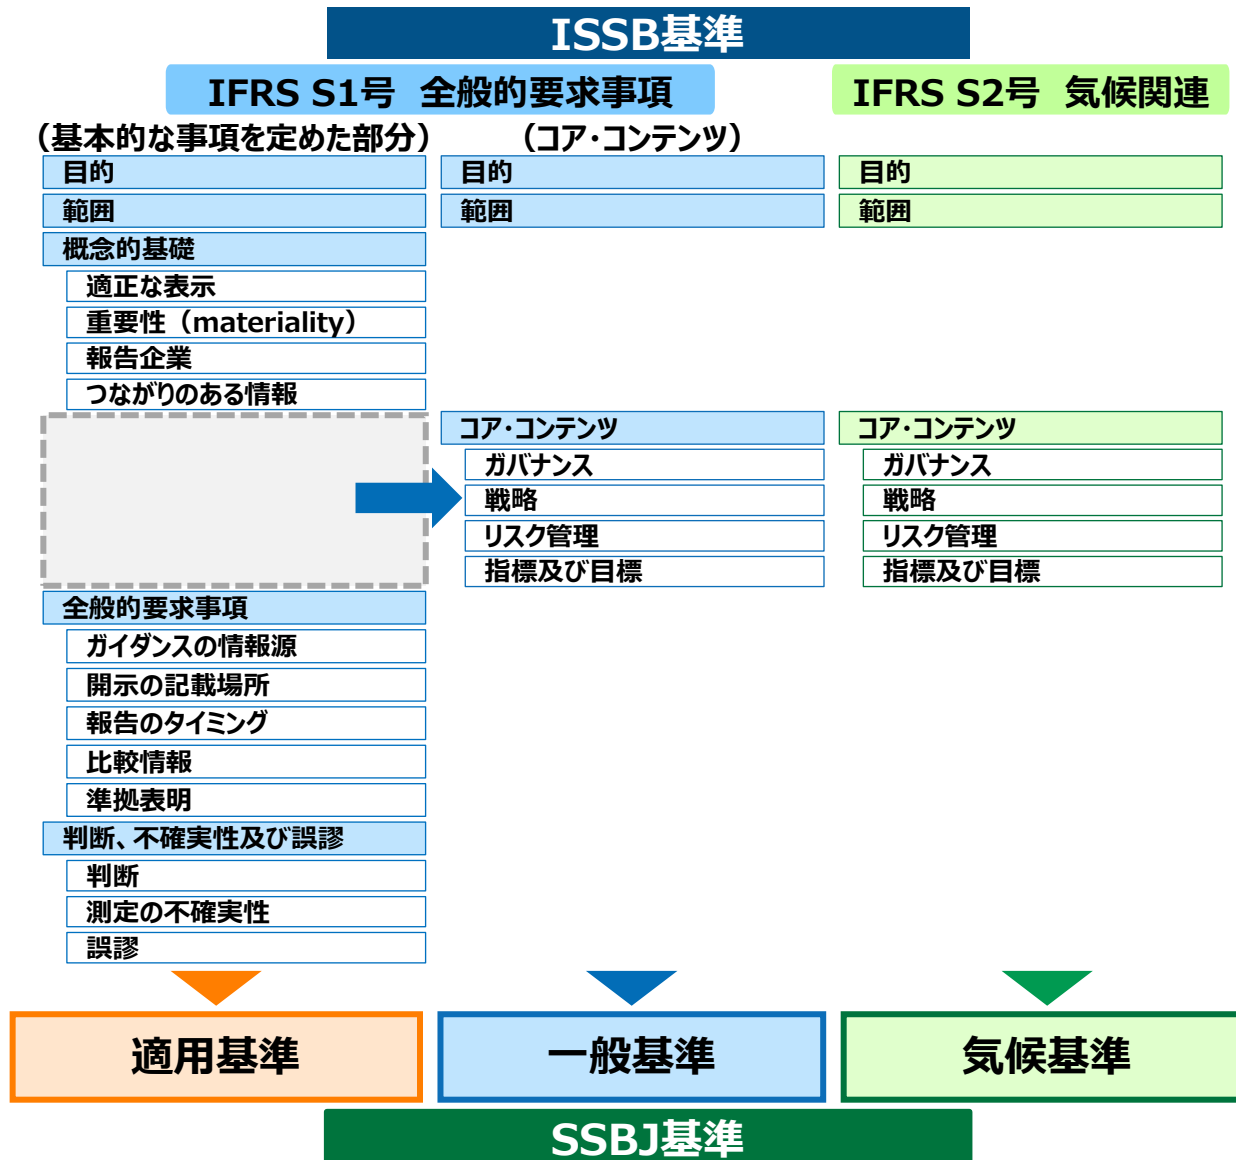 ISSB基準
IFRS S1号 全般的要求事項
IFRS S2号 気候関連
（基本的な事項を定めた部分）
（コア・コンテンツ）
目的
範囲
概念的基礎
適正な表示
重要性（materiality）
報告企業
つながりのある情報
全般的要求事項
ガイダンスの情報源
開示の記載場所
報告のタイミング
比較情報
準拠表明
判断、不確実性及び誤謬
判断
測定の不確実性
誤謬
目的
範囲
コア・コンテンツ
ガバナンス
戦略
リスク管理
指標及び目標
目的
範囲
コア・コンテンツ
ガバナンス
戦略
リスク管理
指標及び目標
適用基準
一般基準
気候基準
SSBJ基準